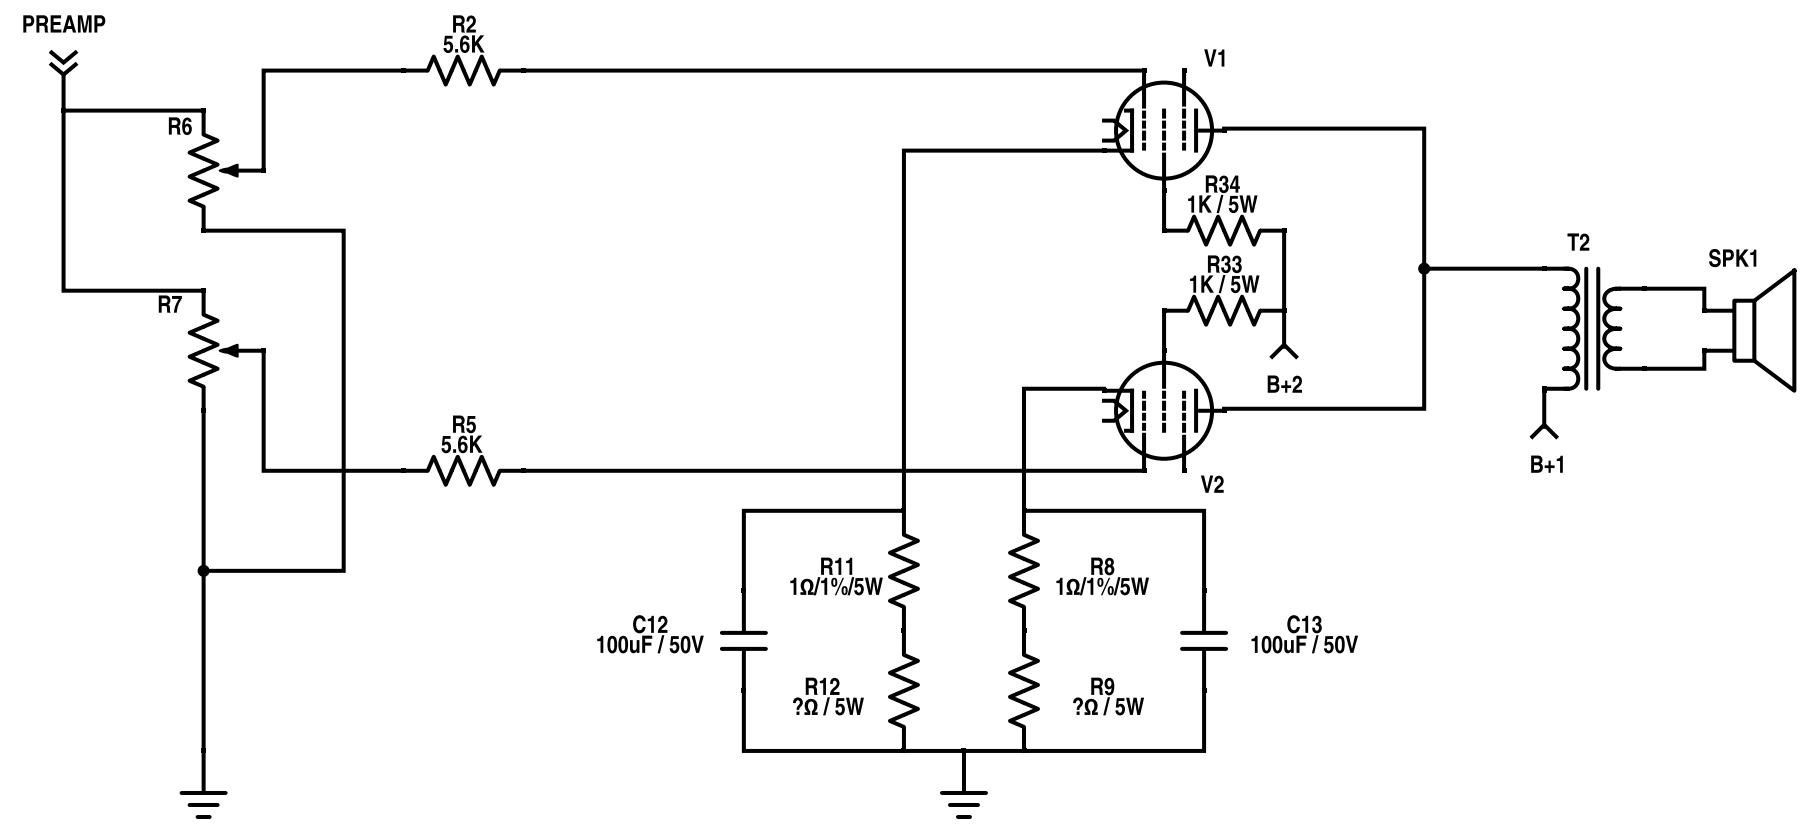 PREAMP
R2
5.6K
V1
R6
R34
1K / 5W
T2
SPK1
R33
1K / 5W
R7
B+2
R5
5.6K
B+1
V2
R11
1Ω/1%/5W
R8
1Ω/1%/5W
C12
100uF / 50V
C13
100uF / 50V
R12
?Ω / 5W
R9
?Ω / 5W